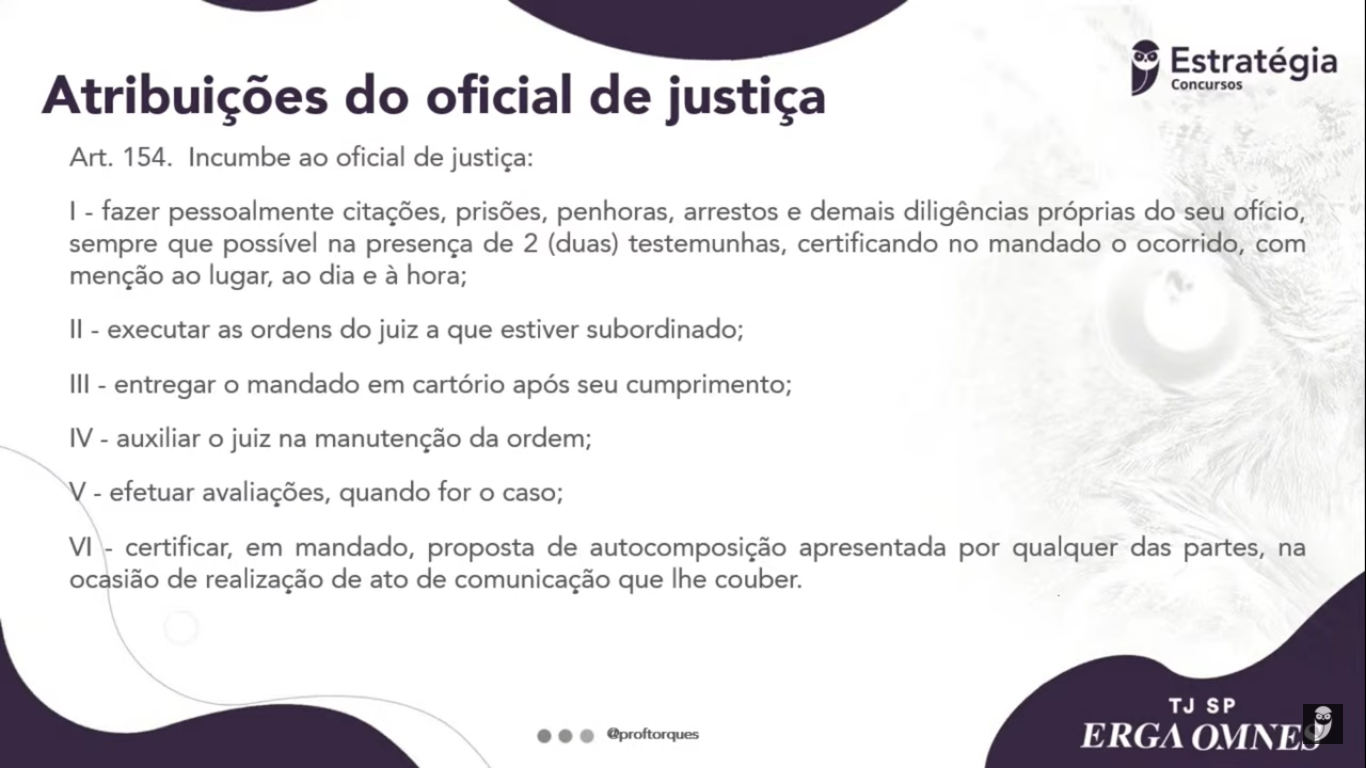 Estratégia
Concursos
Atribuições do oficial de justiça
Art. 154.  Incumbe ao oficial de justiça:
I - fazer pessoalmente citações, prisões, penhoras, arrestos e demais diligências próprias do seu ofício,
sempre que possível na presença de 2 (duas) testemunhas, certificando no mandado o ocorrido, com
menção ao lugar, ao dia e à hora;
II - executar as ordens do juiz a que estiver subordinado;
III - entregar o mandado em cartório após seu cumprimento;
IV - auxiliar o juiz na manutenção da ordem;
V - efetuar avaliações, quando for o caso;
VI - certificar, em mandado, proposta de autocomposição apresentada por qualquer das partes, na
ocasião de realização de ato de comunicação que lhe couber.
@proftorques
TJ SP
ERGA OMNES